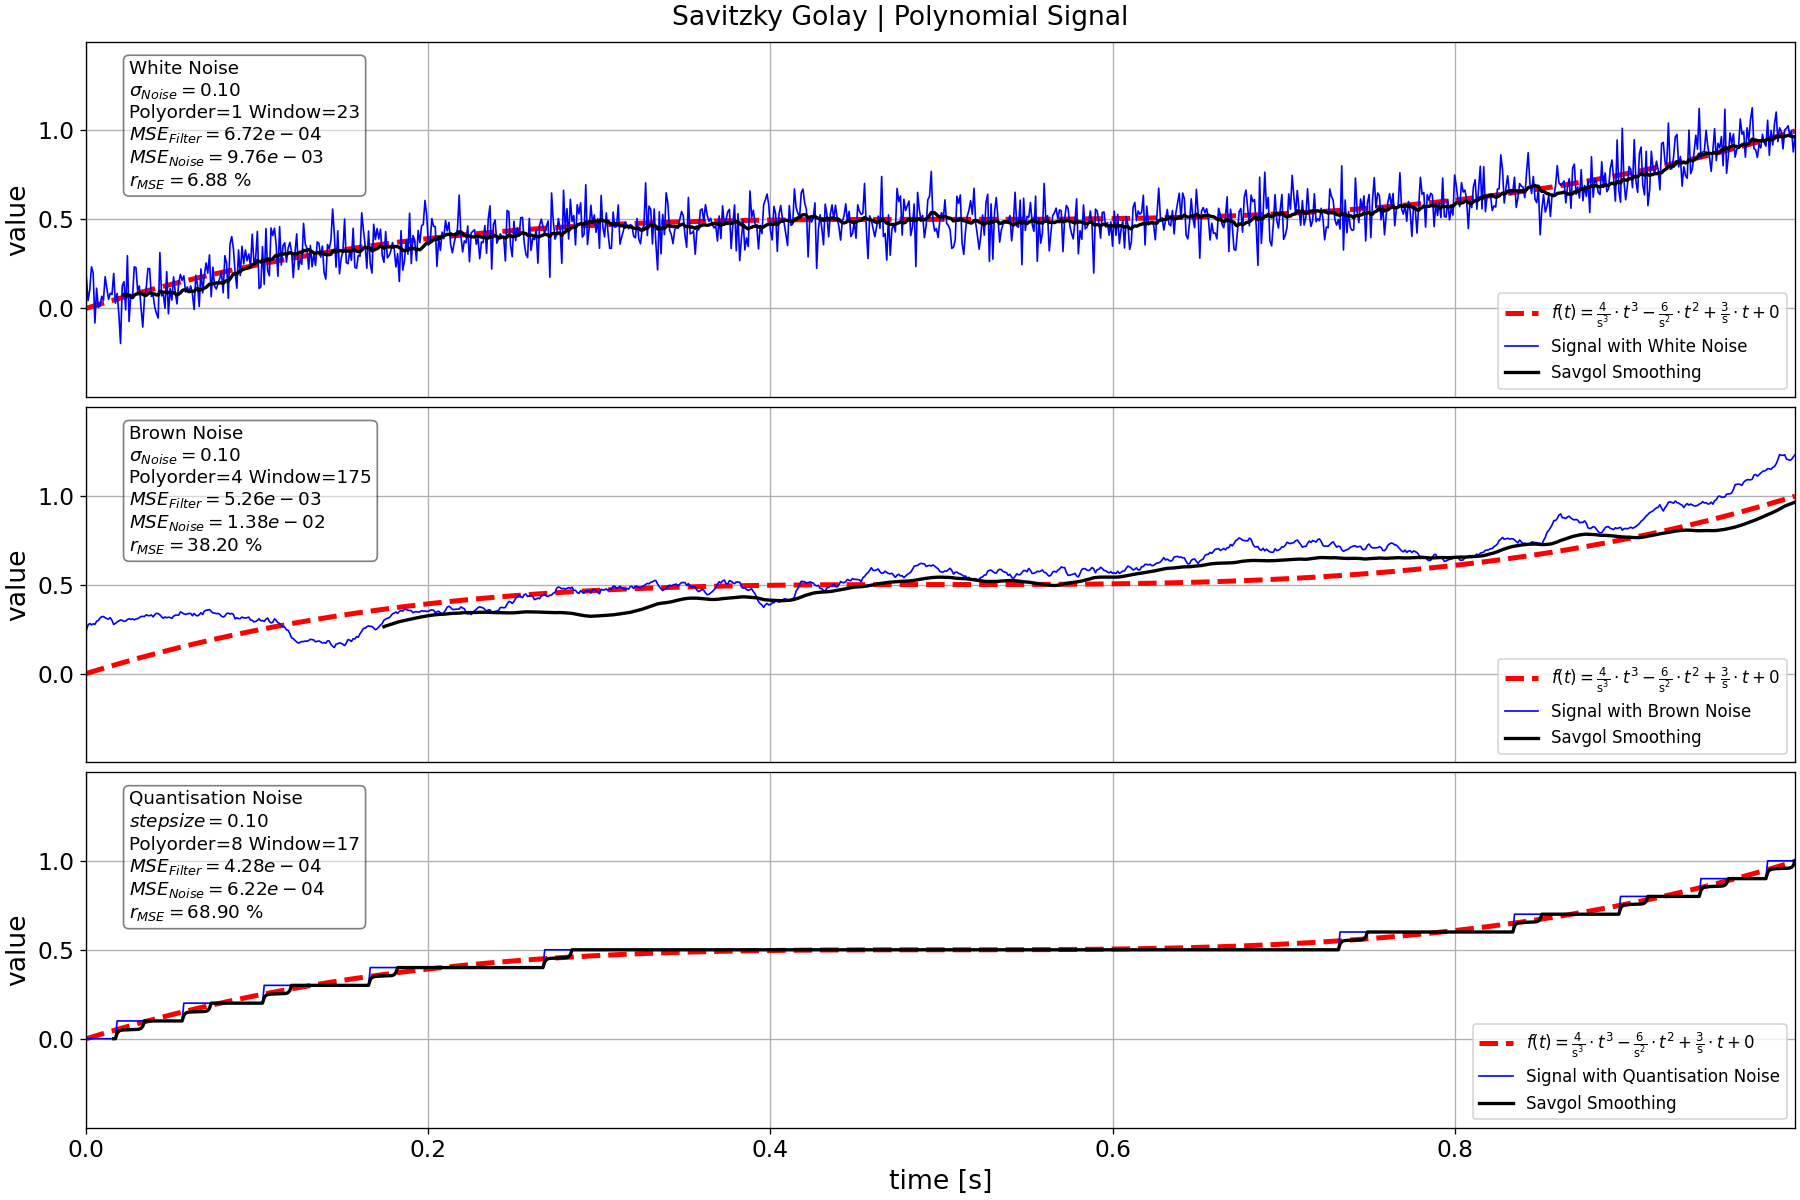 Savitzky Golay | Polynomial Signal
White Noise
σ_Noise = 0.10
Polyorder=1 Window=23
MSE_Filter = 6.72e − 03
MSE_Noise = 9.76e − 03
r_MSE = 6.88 %
value
1.0
0.5
0.0
f(t) = 4/s³ · t³ − 6/s² · t² + 3/s · t + 0
Signal with White Noise
Savgol Smoothing
Brown Noise
σ_Noise = 0.10
Polyorder=4 Window=175
MSE_Filter = 5.26e − 03
MSE_Noise = 1.38e − 02
r_MSE = 38.20 %
value
1.0
0.5
0.0
f(t) = 4/s³ · t³ − 6/s² · t² + 3/s · t + 0
Signal with Brown Noise
Savgol Smoothing
Quantisation Noise
stepsize = 0.10
Polyorder=8 Window=17
MSE_Filter = 4.28e − 04
MSE_Noise = 6.22e − 04
r_MSE = 68.90 %
value
1.0
0.5
0.0
f(t) = 4/s³ · t³ − 6/s² · t² + 3/s · t + 0
Signal with Quantisation Noise
Savgol Smoothing
0.0 0.2 0.4 0.6 0.8
time [s]